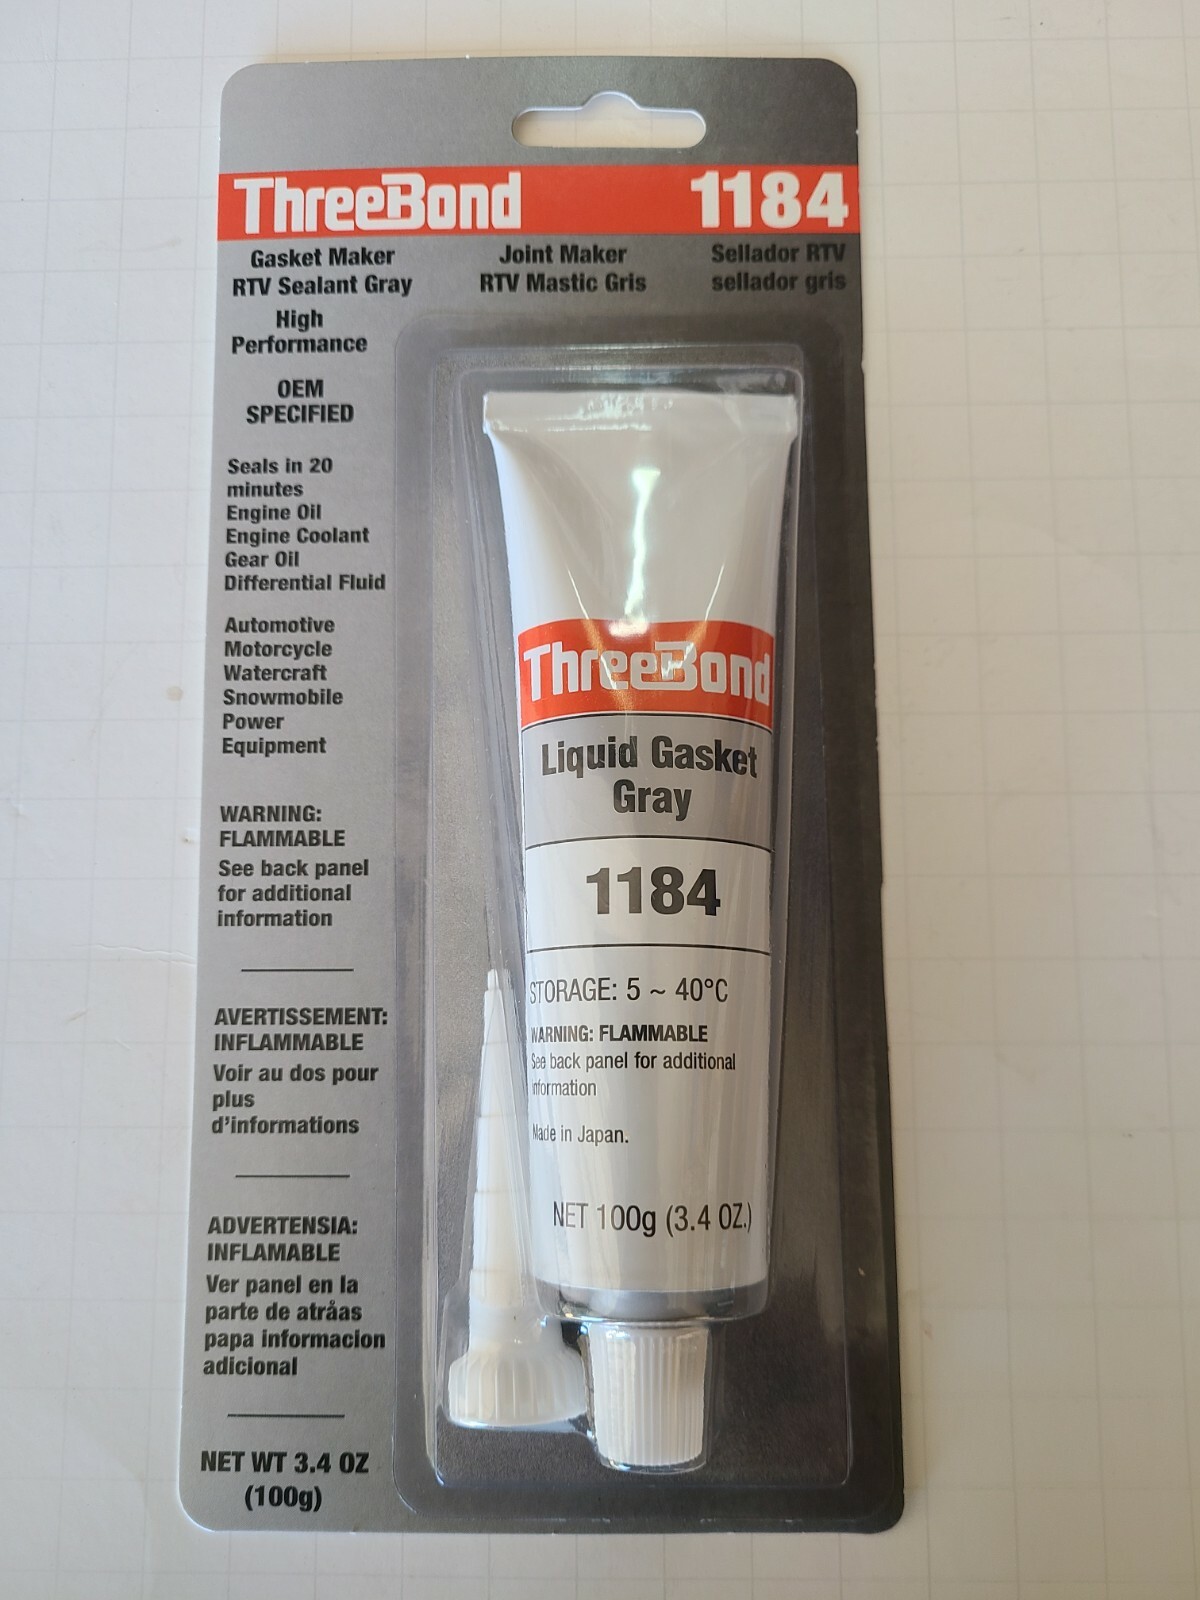 ThreeBond 1184
Gasket Maker
RTV Sealant Gray
Joint Maker
RTV Mastic Gris
Sellador RTV
sellador gris
High
Performance
OEM
SPECIFIED
Seals in 20
minutes
Engine Oil
Engine Coolant
Gear Oil
Differential Fluid
Automotive
Motorcycle
Watercraft
Snowmobile
Power
Equipment
WARNING:
FLAMMABLE
See back panel
for additional
information
AVERTISSEMENT:
INFLAMMABLE
Voir au dos pour
plus
d'informations
ADVERTENSIA:
INFLAMABLE
Ver panel en la
parte de atråas
papa informacion
adicional
NET WT 3.4 OZ
(100g)
ThreeBond
Liquid Gasket
Gray
1184
STORAGE: 5 ~ 40°C
WARNING: FLAMMABLE
See back panel for additional
information
Made in Japan.
NET 100g (3.4 OZ.)